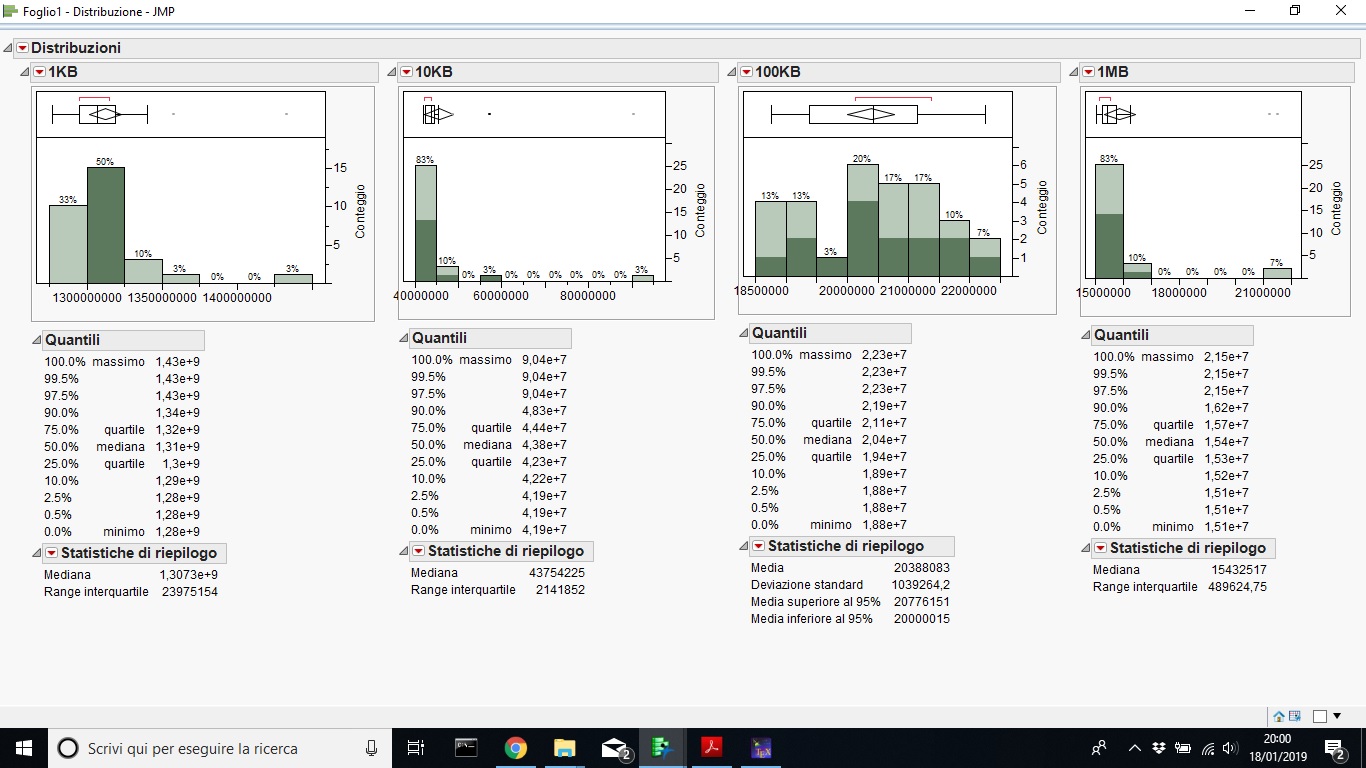 Foglio1 - Distribuzione - JMP
Distribuzioni
1KB
50%
33%
10%
3%
0%
0%
3%
15
10
5
Conteggio
1300000000 1350000000 1400000000
Quantili
100.0% massimo 1,43e+9
99.5% 1,43e+9
97.5% 1,43e+9
90.0% 1,34e+9
75.0% quartile 1,32e+9
50.0% mediana 1,31e+9
25.0% quartile 1,3e+9
10.0% 1,29e+9
2.5% 1,28e+9
0.5% 1,28e+9
0.0% minimo 1,28e+9
Statistiche di riepilogo
Mediana 1,3073e+9
Range interquartile 23975154
10KB
83%
10%
0%
3%
0%
0%
0%
0%
0%
0%
3%
25
20
15
10
5
Conteggio
40000000 60000000 80000000
Quantili
100.0% massimo 9,04e+7
99.5% 9,04e+7
97.5% 9,04e+7
90.0% 4,83e+7
75.0% quartile 4,44e+7
50.0% mediana 4,38e+7
25.0% quartile 4,23e+7
10.0% 4,22e+7
2.5% 4,19e+7
0.5% 4,19e+7
0.0% minimo 4,19e+7
Statistiche di riepilogo
Mediana 43754225
Range interquartile 2141852
100KB
13%
13%
3%
20%
17%
17%
10%
7%
6
5
4
3
2
1
Conteggio
18500000 20000000 21000000 22000000
Quantili
100.0% massimo 2,23e+7
99.5% 2,23e+7
97.5% 2,23e+7
90.0% 2,19e+7
75.0% quartile 2,11e+7
50.0% mediana 2,04e+7
25.0% quartile 1,94e+7
10.0% 1,89e+7
2.5% 1,88e+7
0.5% 1,88e+7
0.0% minimo 1,88e+7
Statistiche di riepilogo
Media 20388083
Deviazione standard 1039264,2
Media superiore al 95% 20776151
Media inferiore al 95% 20000015
1MB
83%
10%
0%
0%
0%
0%
7%
25
20
15
10
5
Conteggio
15000000 18000000 21000000
Quantili
100.0% massimo 2,15e+7
99.5% 2,15e+7
97.5% 2,15e+7
90.0% 1,62e+7
75.0% quartile 1,57e+7
50.0% mediana 1,54e+7
25.0% quartile 1,53e+7
10.0% 1,52e+7
2.5% 1,51e+7
0.5% 1,51e+7
0.0% minimo 1,51e+7
Statistiche di riepilogo
Mediana 15432517
Range interquartile 489624,75
Scrivi qui per eseguire la ricerca
2
20:00
18/01/2019
2